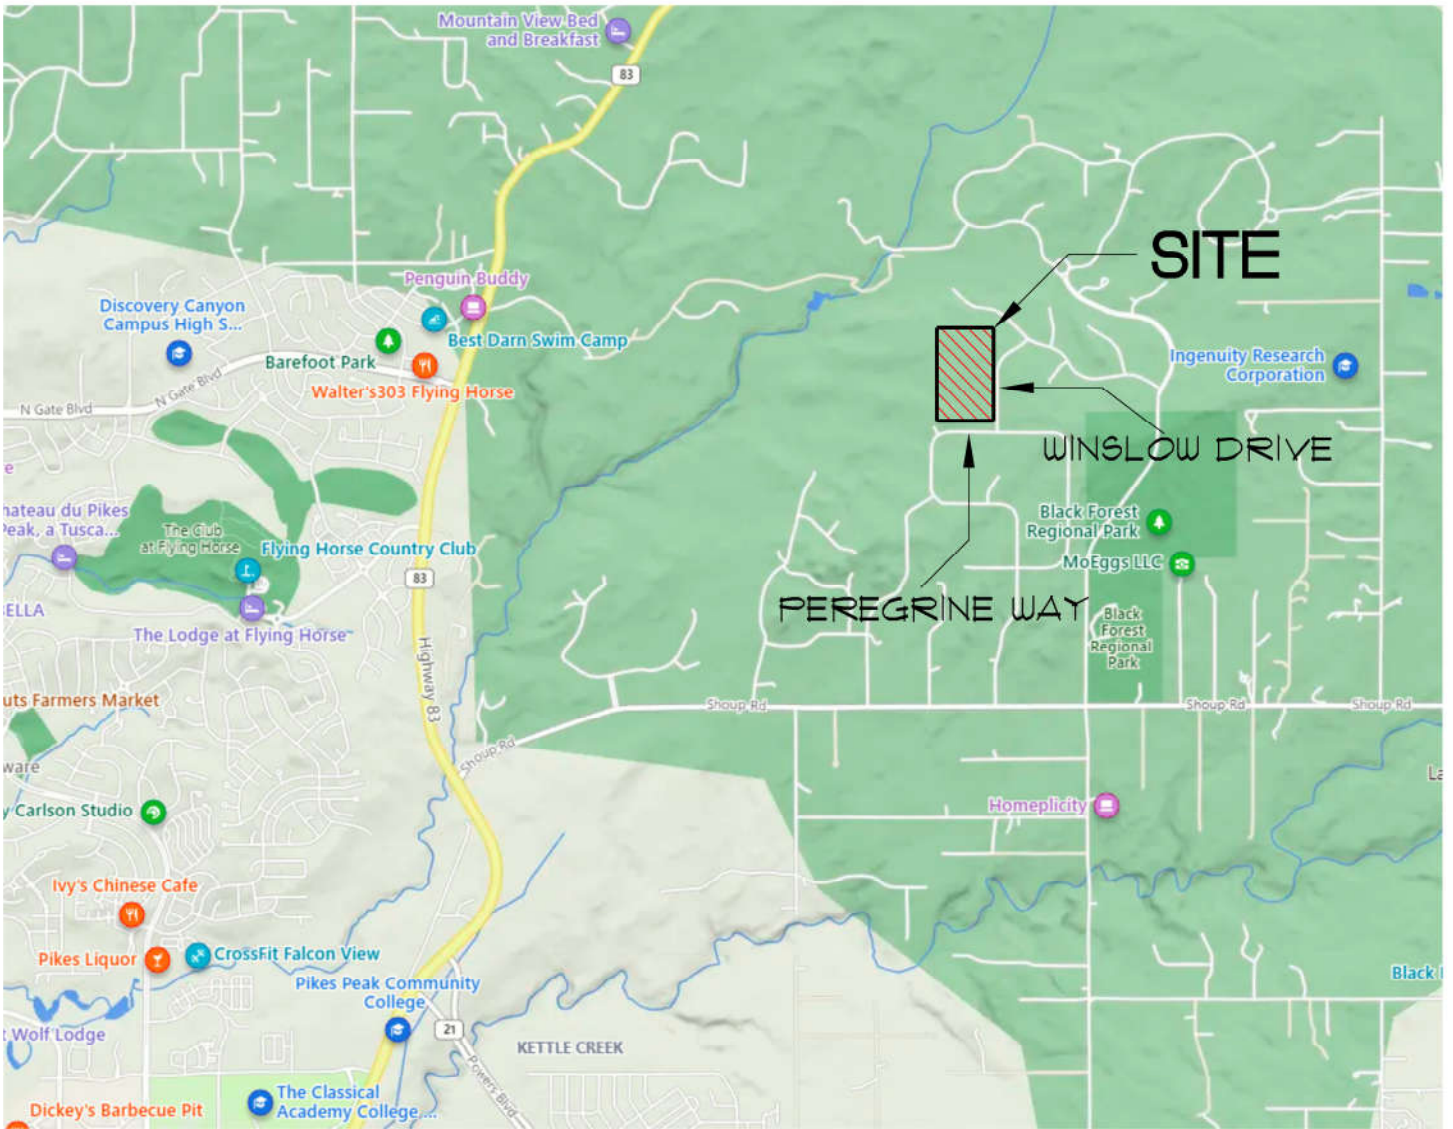 Mountain View Bed
and Breakfast
83
SITE
Penguin Buddy
Discovery Canyon
Campus High S...
Best Darn Swim Camp
Barefoot Park
Ingenuity Research
Corporation
N Gate Blvd
Walter's303 Flying Horse
N Gate Blvd
WINSLOW DRIVE
hateau du Pikes
Peak, a Tusca...
The Club
at Flying Horse
Flying Horse Country Club
Black Forest
Regional Park
MoEggs LLC
83
ELLA
The Lodge at Flying Horse
PEREGRINE WAY
Black
Forest
Regional
Park
Highway 83
uts Farmers Market
Shoup Rd
Shoup Rd
Shoup Rd
Shoup Rd
ware
La
y Carlson Studio
Homeplicity
Ivy's Chinese Cafe
Pikes Liquor
CrossFit Falcon View
Pikes Peak Community
College
Black
t Wolf Lodge
21
KETTLE CREEK
Powers Blvd
The Classical
Academy College ...
Dickey's Barbecue Pit